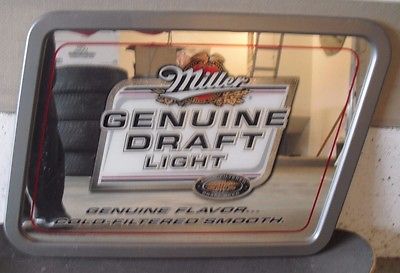 Miller
GENUINE
DRAFT
LIGHT
GENUINE FLAVOR...
COLD-FILTERED SMOOTH.